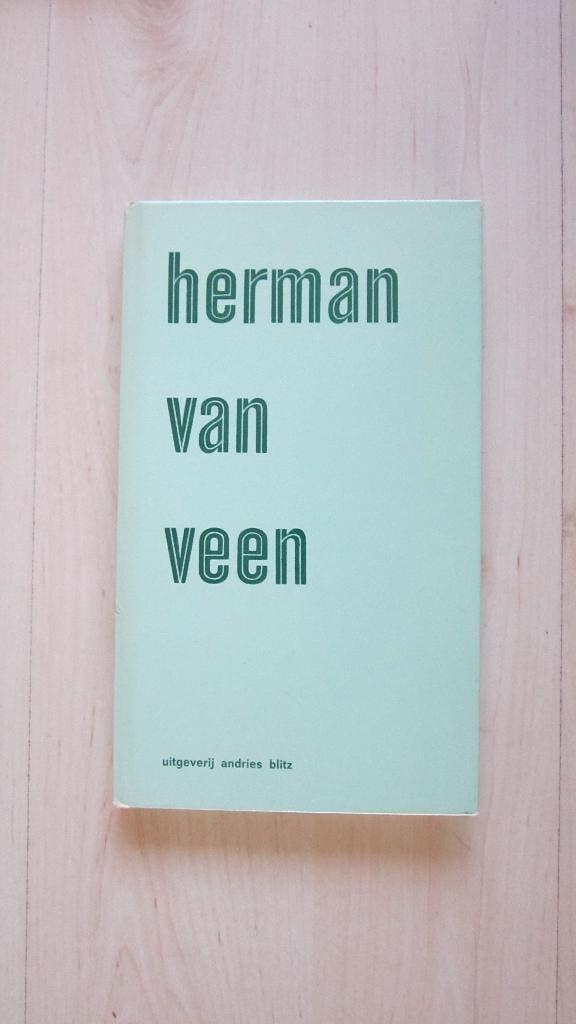 herman
van
veen
uitgeverij andries blitz